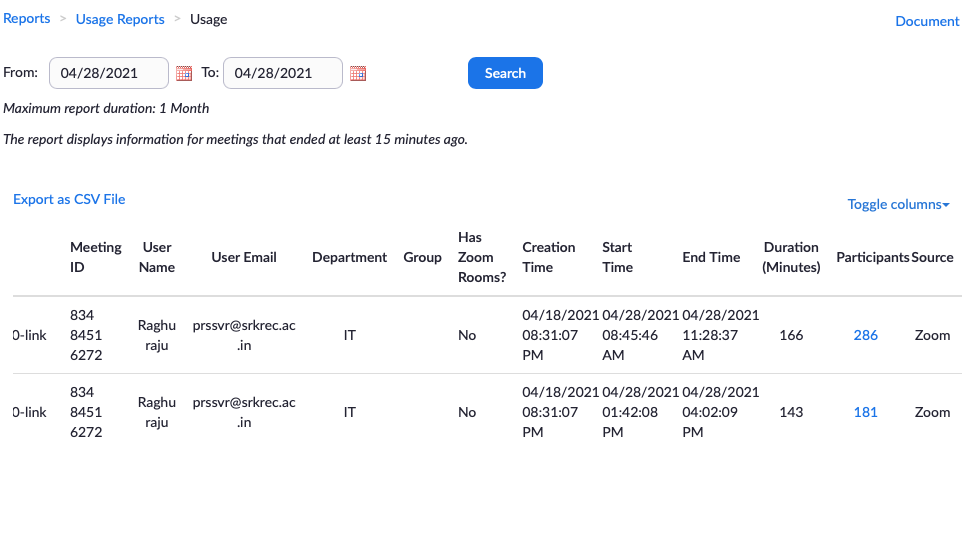 Reports > Usage Reports > Usage
Document
From: 04/28/2021 To: 04/28/2021 Search
Maximum report duration: 1 Month
The report displays information for meetings that ended at least 15 minutes ago.
Export as CSV File
Toggle columns
Meeting ID User Name User Email Department Group Has Zoom Rooms? Creation Time Start Time End Time Duration (Minutes) Participants Source
0-link 834 8451 6272 Raghu raju prssvr@srkrec.ac.in IT No 04/18/2021 08:31:07 PM 04/28/2021 08:45:46 AM 04/28/2021 11:28:37 AM 166 286 Zoom
0-link 834 8451 6272 Raghu raju prssvr@srkrec.ac.in IT No 04/18/2021 08:31:07 PM 04/28/2021 01:42:08 PM 04/28/2021 04:02:09 PM 143 181 Zoom